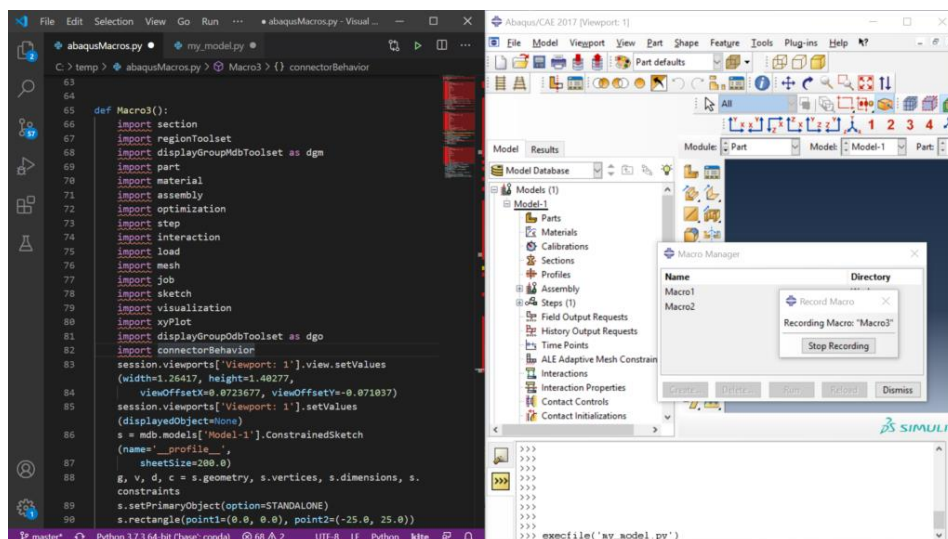 File Edit Selection View Go Run ··· • abaqusMacros.py - Visual ...
abaqusMacros.py ●
my_model.py ●
C: > temp > abaqusMacros.py > Macro3 > {} connectorBehavior
63
64
65 def Macro3():
66 import section
67 import regionToolset
68 import displayGroupMdbToolset as dgm
69 import part
70 import material
71 import assembly
72 import optimization
73 import step
74 import interaction
75 import load
76 import mesh
77 import job
78 import sketch
79 import visualization
80 import xyPlot
81 import displayGroupOdbToolset as dgo
82 import connectorBehavior
83 session.viewports['Viewport: 1'].view.setValues
(width=1.26417, height=1.40277,
84 viewOffsetX=0.0723677, viewOffsetY=-0.071037)
85 session.viewports['Viewport: 1'].setValues
(displayedObject=None)
86 s = mdb.models['Model-1'].ConstrainedSketch
(name='__profile__',
87 sheetSize=200.0)
88 g, v, d, c = s.geometry, s.vertices, s.dimensions, s.
constraints
89 s.setPrimaryObject(option=STANDALONE)
90 s.rectangle(point1=(0.0, 0.0), point2=(-25.0, 25.0))
2
57
master* Python 3.7.3 64-bit ('base': conda) 68 2 UTF-8 LF Python kite
Abaqus/CAE 2017 [Viewport: 1]
File Model Viewport View Part Shape Feature Tools Plug-ins Help
Part defaults
All
1 2 3 4
Model Results
Module: Part Model: Model-1 Part:
Model Database
Models (1)
Model-1
Parts
Materials
Calibrations
Sections
Profiles
Assembly
Steps (1)
Field Output Requests
History Output Requests
Time Points
ALE Adaptive Mesh Constrain
Interactions
Interaction Properties
Contact Controls
Contact Initializations
Macro Manager
Name Directory
Macro1
Macro2
Record Macro
Recording Macro: "Macro3"
Stop Recording
Create... Delete... Run Reload Dismiss
SIMULI
>>>
>>>
>>>
>>>
>>>
>>>
>>>
>>> execfile('my_model.py')